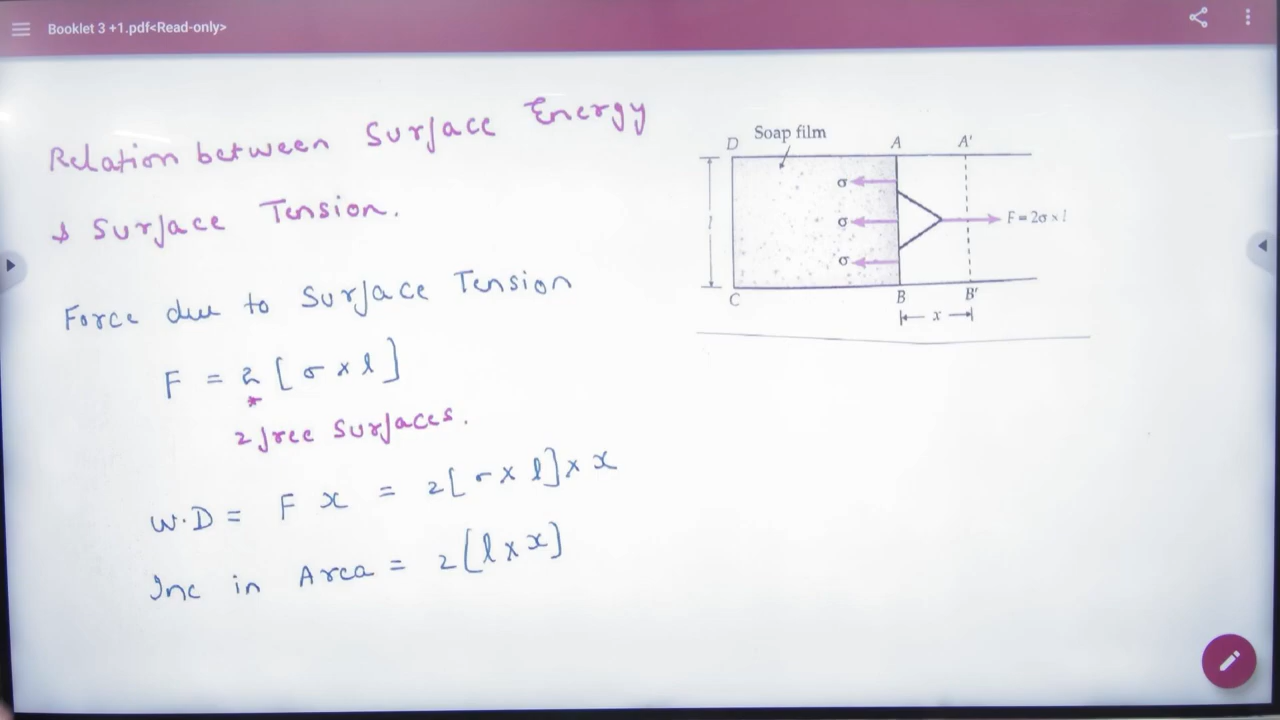 Booklet 3 +1.pdf<Read-only>
Relation between Surface Energy
& Surface Tension.
Force due to Surface Tension
F = 2 [σ x l]
*
2 free surfaces.
W.D = F x = 2[σ x l] x x
Inc in Area = 2[l x x]
Soap film
D A A'
σ
σ F = 2σ × l
σ
l
C B B'
x